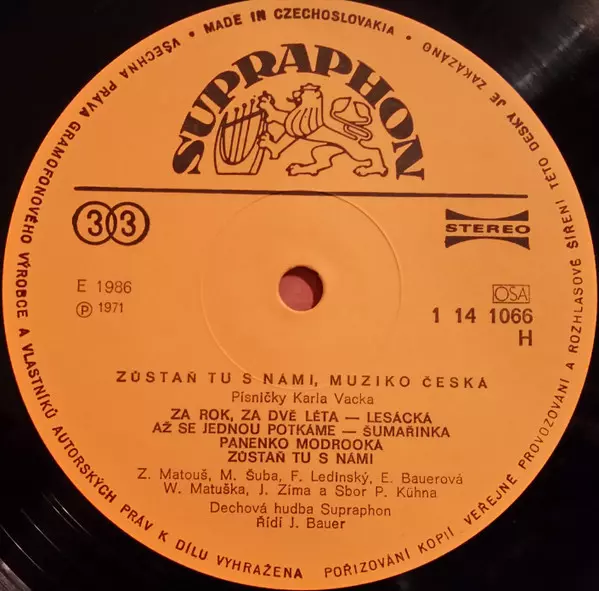 VŠECHNA PRÁVA GRAMOFONOVÉHO VÝROBCE A VLASTNÍKŮ AUTORSKÝCH PRÁV K DÍLU VYHRAŽENA
• MADE IN CZECHOSLOVAKIA •
POŘIZOVÁNÍ KOPIÍ, VEŘEJNÉ PROVOZOVÁNÍ A ROZHLASOVÉ ŠÍŘENÍ TÉTO DESKY JE ZAKÁZÁNO
SUPRAPHON
33
STEREO
E 1986
Ⓟ 1971
OSA
1 14 1066
H
ZŮSTAŇ TU S NÁMI, MUZIKO ČESKÁ
Písničky Karla Vacka
ZA ROK, ZA DVĚ LÉTA — LESÁCKÁ
AŽ SE JEDNOU POTKÁME — ŠUMAŘINKA
PANENKO MODROOKÁ
ZŮSTAŇ TU S NÁMI
Z. Matouš, M. Šuba, F. Ledinský, E. Bauerová
W. Matuška, J. Zíma a Sbor P. Kühna
Dechová hudba Supraphon
Řídí J. Bauer